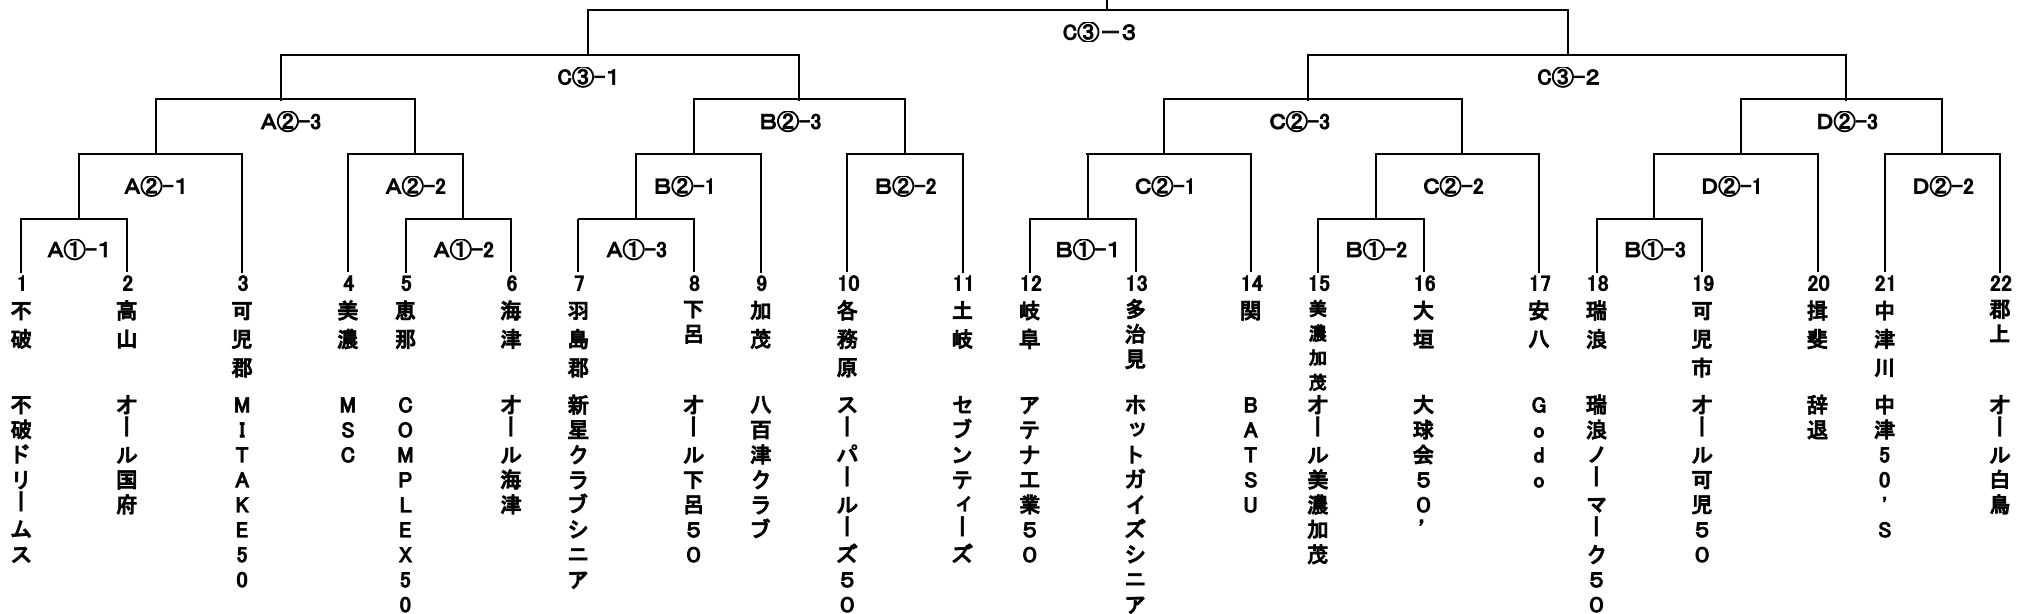 C③－3
C③-1
C③-2
A②-3
B②-3
C②-3
D②-3
A②-1
A②-2
B②-1
B②-2
C②-1
C②-2
D②-1
D②-2
A①-1
A①-2
A①-3
B①-1
B①-2
B①-3
1 不破 不破ドリームス
2 高山 オール国府
3 可児郡 MITAKE50
4 美濃 MSC
5 恵那 COMPLEX50
6 海津 オール海津
7 羽島郡 新星クラブシニア
8 下呂 オール下呂50
9 加茂 八百津クラブ
10 各務原 スーパールーズ50
11 土岐 セブンティーズ
12 岐阜 アテナ工業50
13 多治見 ホットガイズシニア
14 関 BATSU
15 美濃加茂 オール美濃加茂
16 大垣 大球会50’
17 安八 Godo
18 瑞浪 瑞浪ノーマーク50
19 可児市 オール可児50
20 揖斐 辞退
21 中津川 中津50’S
22 郡上 オール白鳥